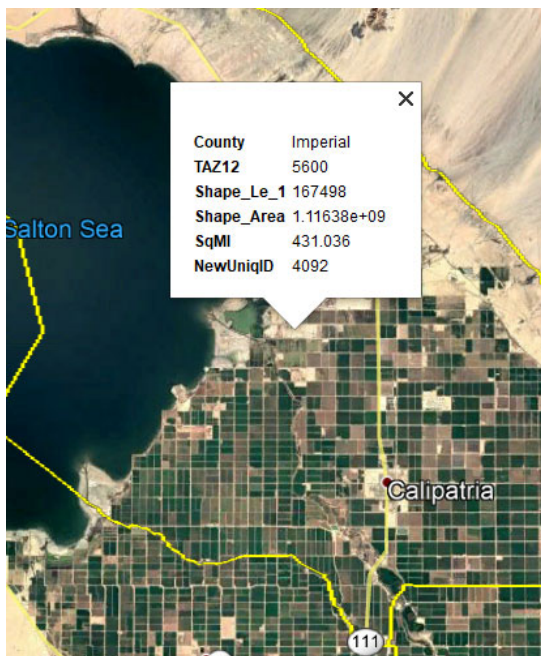 County Imperial
TAZ12 5600
Shape_Le_1 167498
Shape_Area 1.11638e+09
SqMI 431.036
NewUniqID 4092
Salton Sea
Calipatria
111